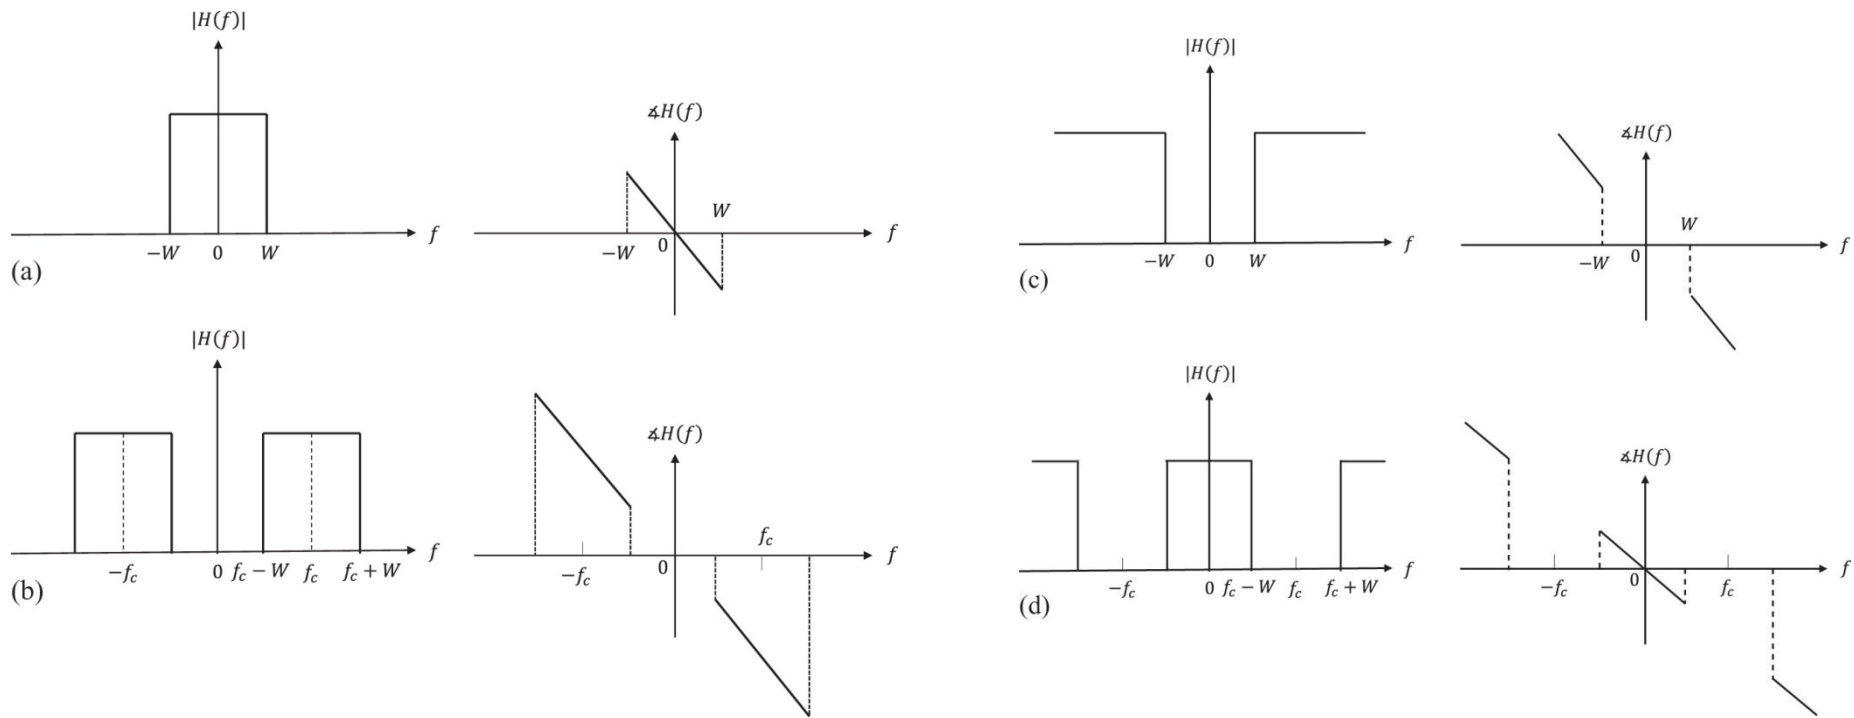 |H(f)|
−W 0 W f
(a)
∡H(f)
W
−W 0 f
|H(f)|
−f_c 0 f_c − W f_c f_c + W f
(b)
∡H(f)
f_c
−f_c 0 f
|H(f)|
−W 0 W f
(c)
∡H(f)
W
−W 0 f
|H(f)|
−f_c 0 f_c − W f_c f_c + W f
(d)
∡H(f)
−f_c 0 f_c f